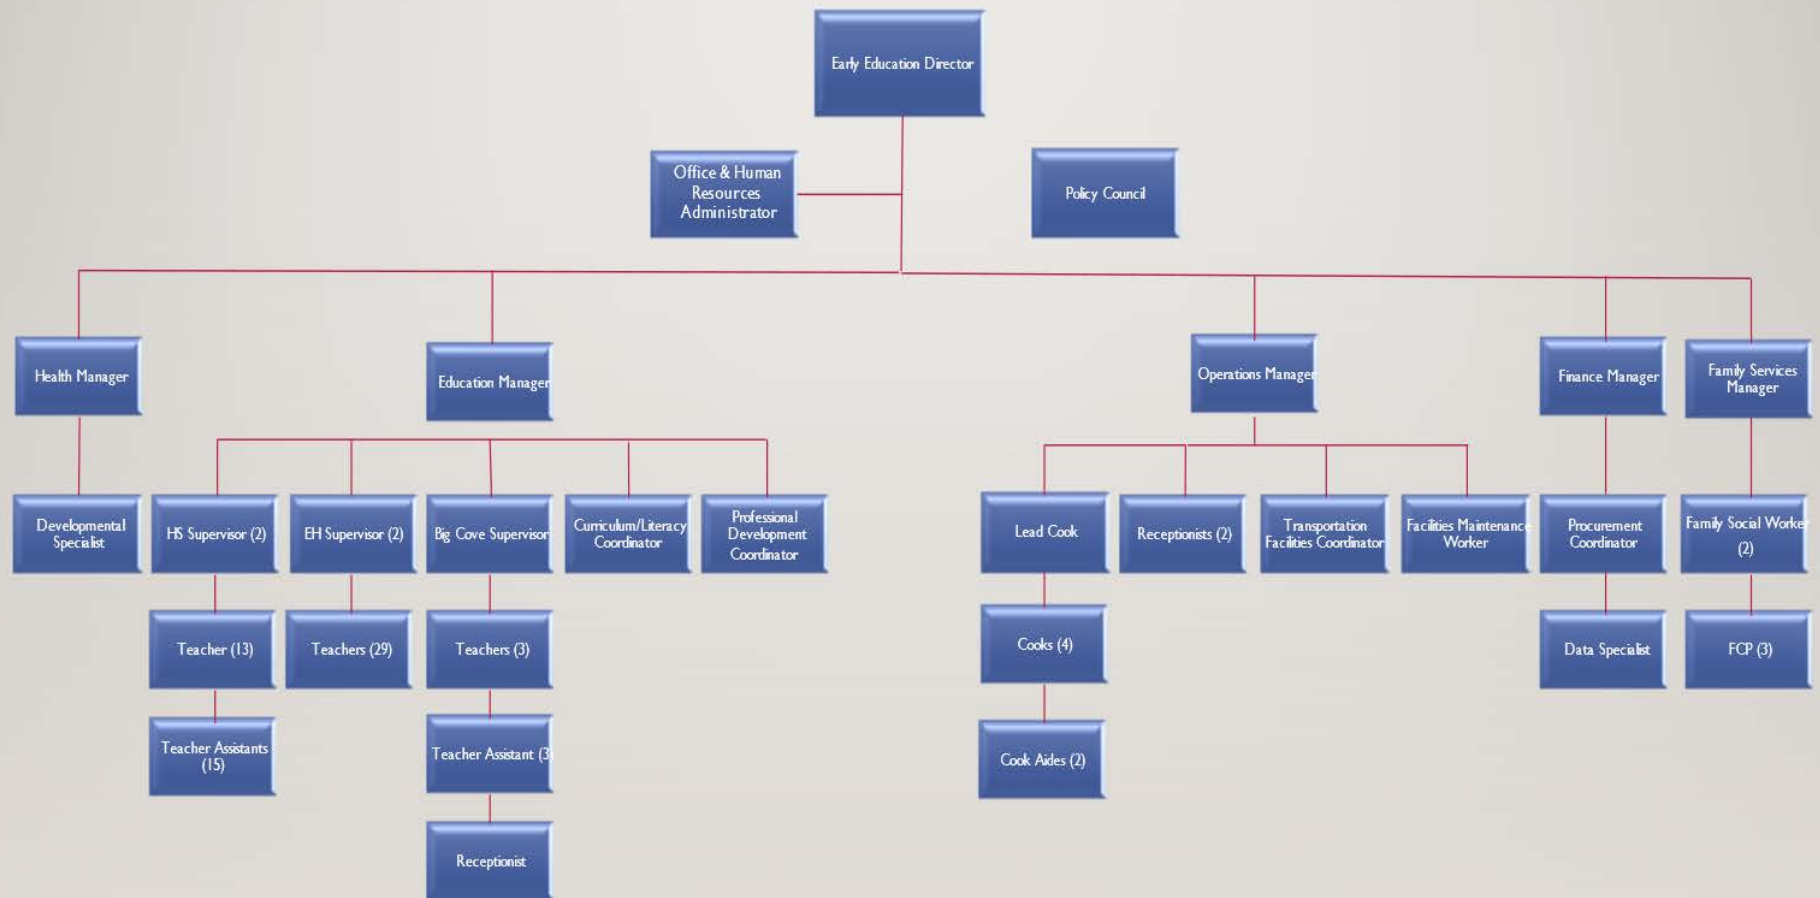 Early Education Director
Office & Human
Resources
Administrator
Policy Council
Health Manager
Education Manager
Operations Manager
Finance Manager
Family Services
Manager
Developmental
Specialist
HS Supervisor (2)
EH Supervisor (2)
Big Cove Supervisor
Curriculum/Literacy
Coordinator
Professional
Development
Coordinator
Lead Cook
Receptionists (2)
Transportation
Facilities Coordinator
Facilities Maintenance
Worker
Procurement
Coordinator
Family Social Worker
(2)
Teacher (13)
Teachers (29)
Teachers (3)
Cooks (4)
Data Specialist
FCP (3)
Teacher Assistants
(15)
Teacher Assistant (3)
Cook Aides (2)
Receptionist